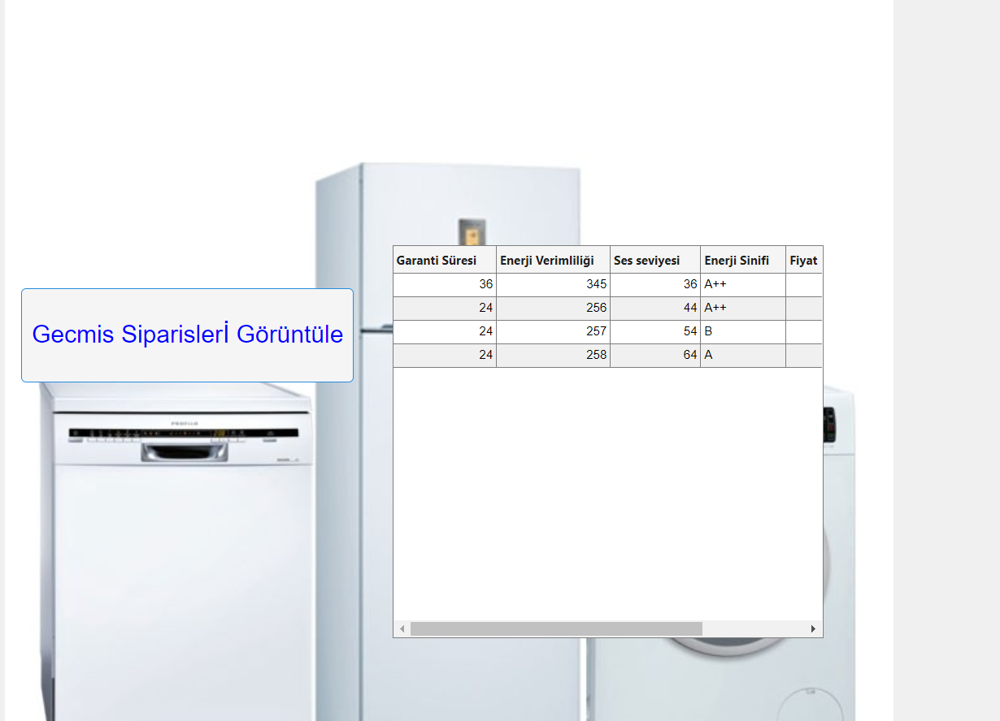 Garanti Süresi Enerji Verimliliği Ses seviyesi Enerji Sinifi Fiyat
36 345 36 A++
24 256 44 A++
24 257 54 B
24 258 64 A
Gecmis Siparislerİ Görüntüle
PROFILO